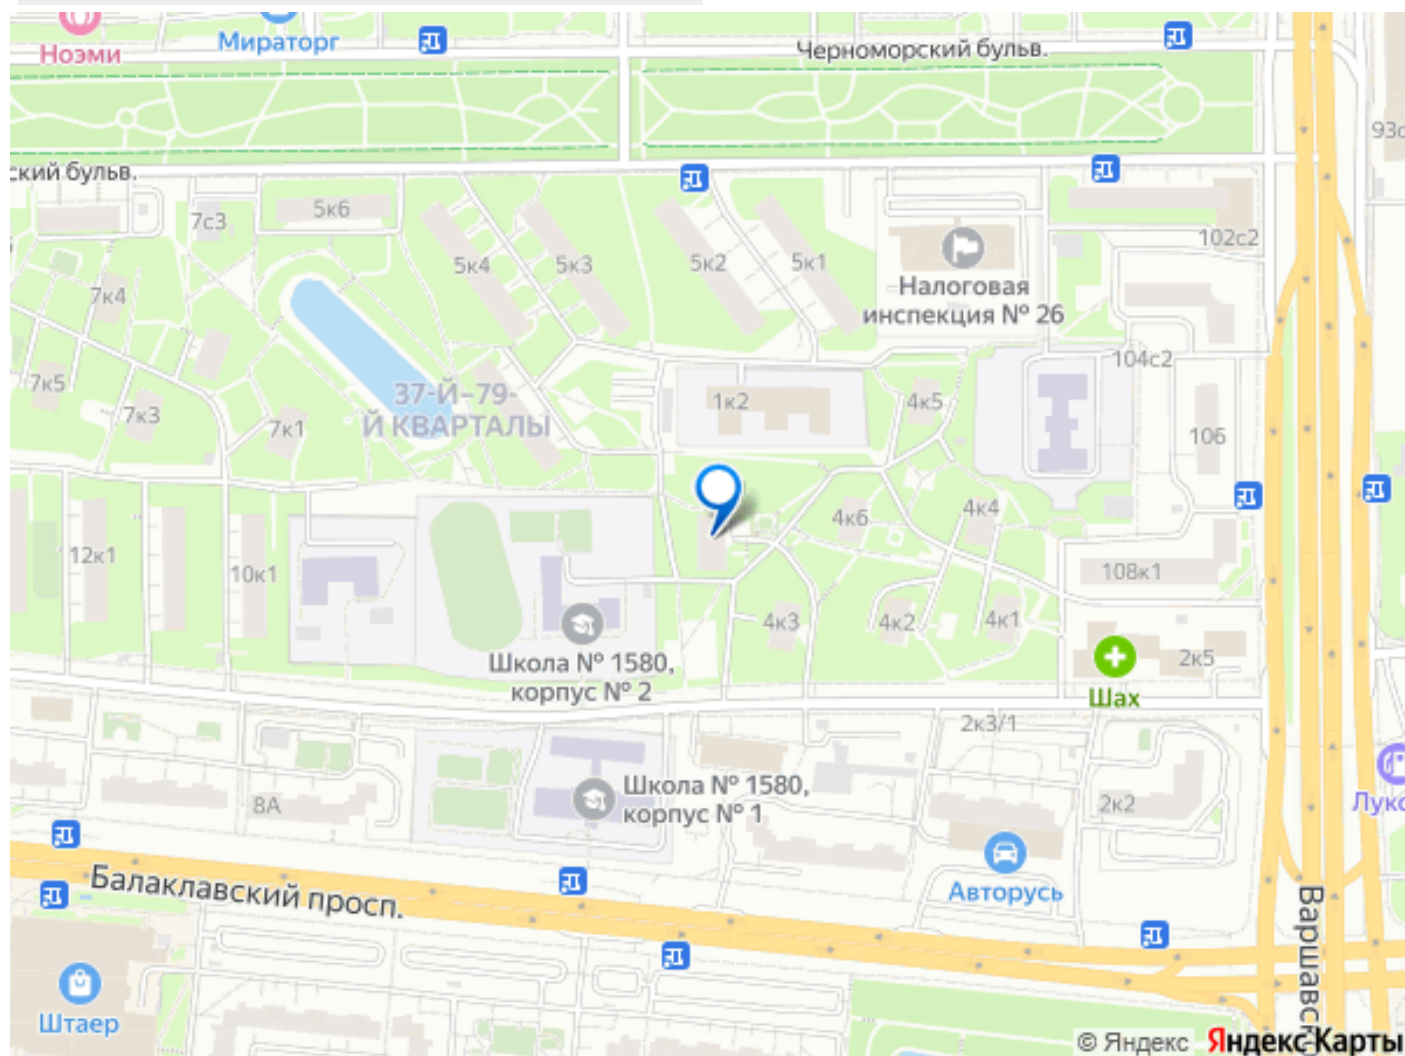 Ноэми
Мираторг
Черноморский бульв.
93с
ский бульв.
7с3
5к6
102с2
5к4
5к3
5к2
5к1
Налоговая
инспекция № 26
7к4
104с2
7к5
37-Й–79-
Й КВАРТАЛЫ
1к2
4к5
7к3
7к1
106
4к6
4к4
12к1
10к1
108к1
4к3
4к2
4к1
Школа № 1580,
корпус № 2
2к5
Шах
2к3/1
Школа № 1580,
корпус № 1
8А
2к2
Луко
Авторусь
Балаклавский просп.
Варшавск
Штаер
© Яндекс Яндекс Карты